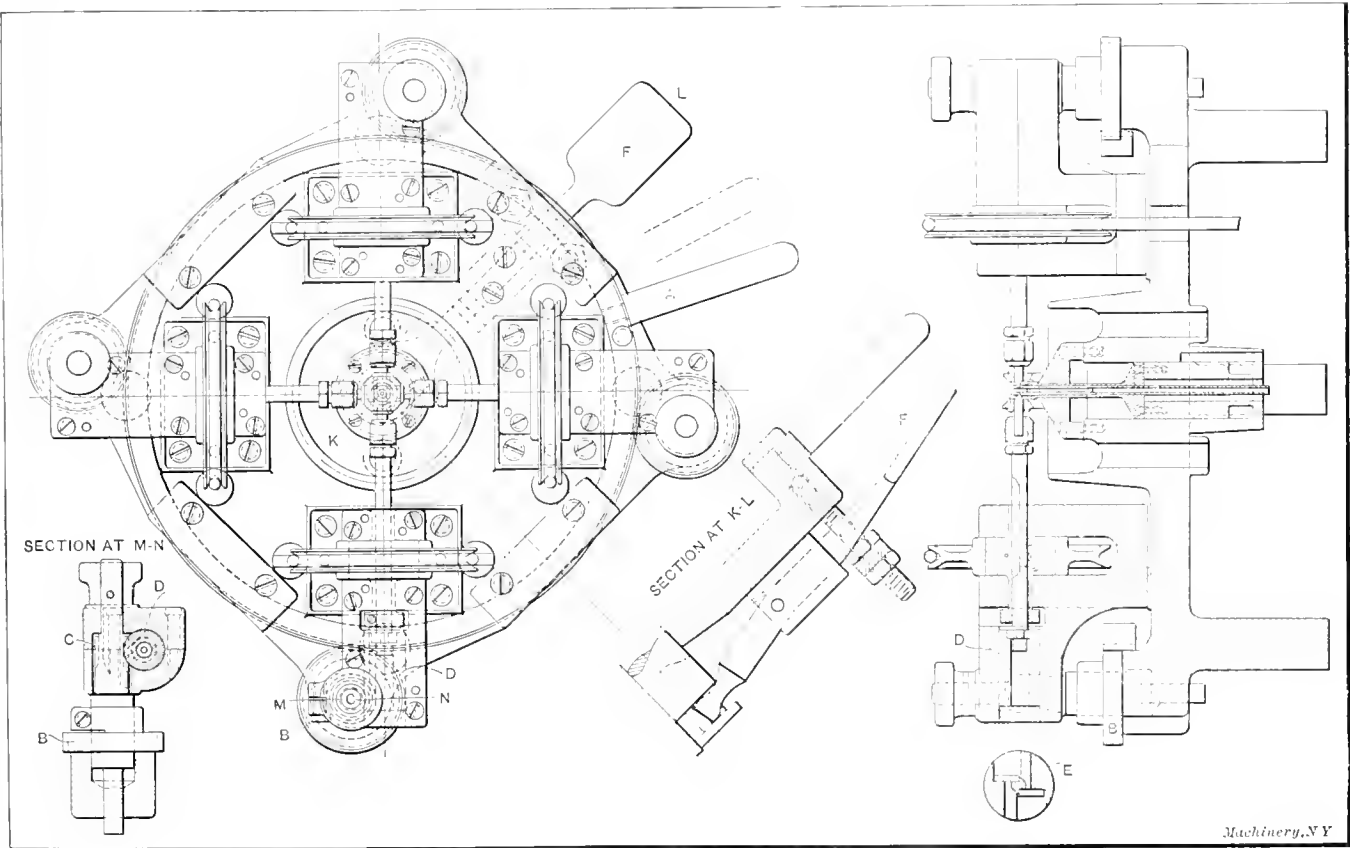 L
F
K
SECTION AT M-N
D
C
B
M
D
N
B
SECTION AT K-L
F
D
B
E
Machinery, N Y